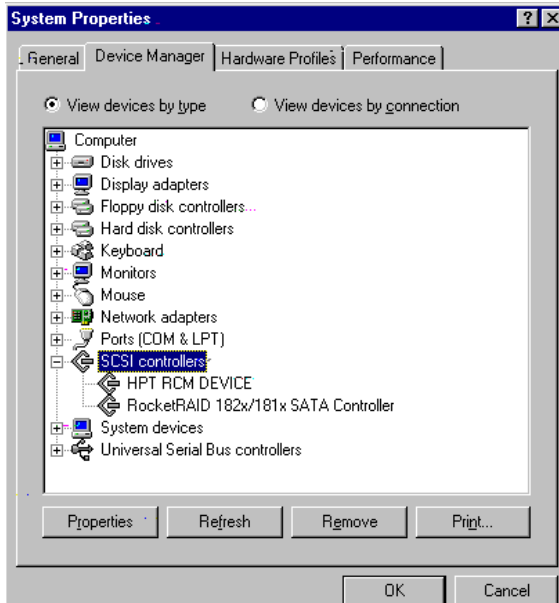 System Properties
General Device Manager Hardware Profiles Performance
View devices by type View devices by connection
Computer
Disk drives
Display adapters
Floppy disk controllers
Hard disk controllers
Keyboard
Monitors
Mouse
Network adapters
Ports (COM & LPT)
SCSI controllers
HPT RCM DEVICE
RocketRAID 182x/181x SATA Controller
System devices
Universal Serial Bus controllers
Properties Refresh Remove Print...
OK Cancel